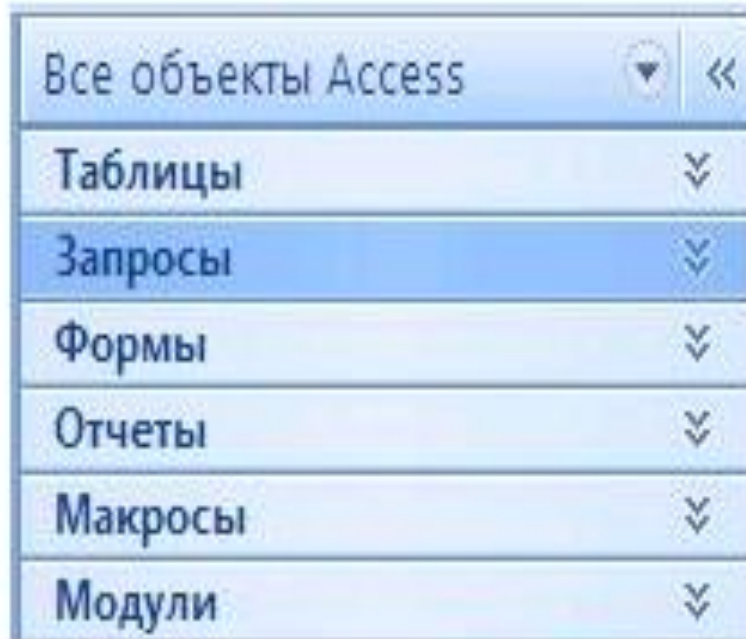 Все объекты Access
Таблицы
Запросы
Формы
Отчеты
Макросы
Модули